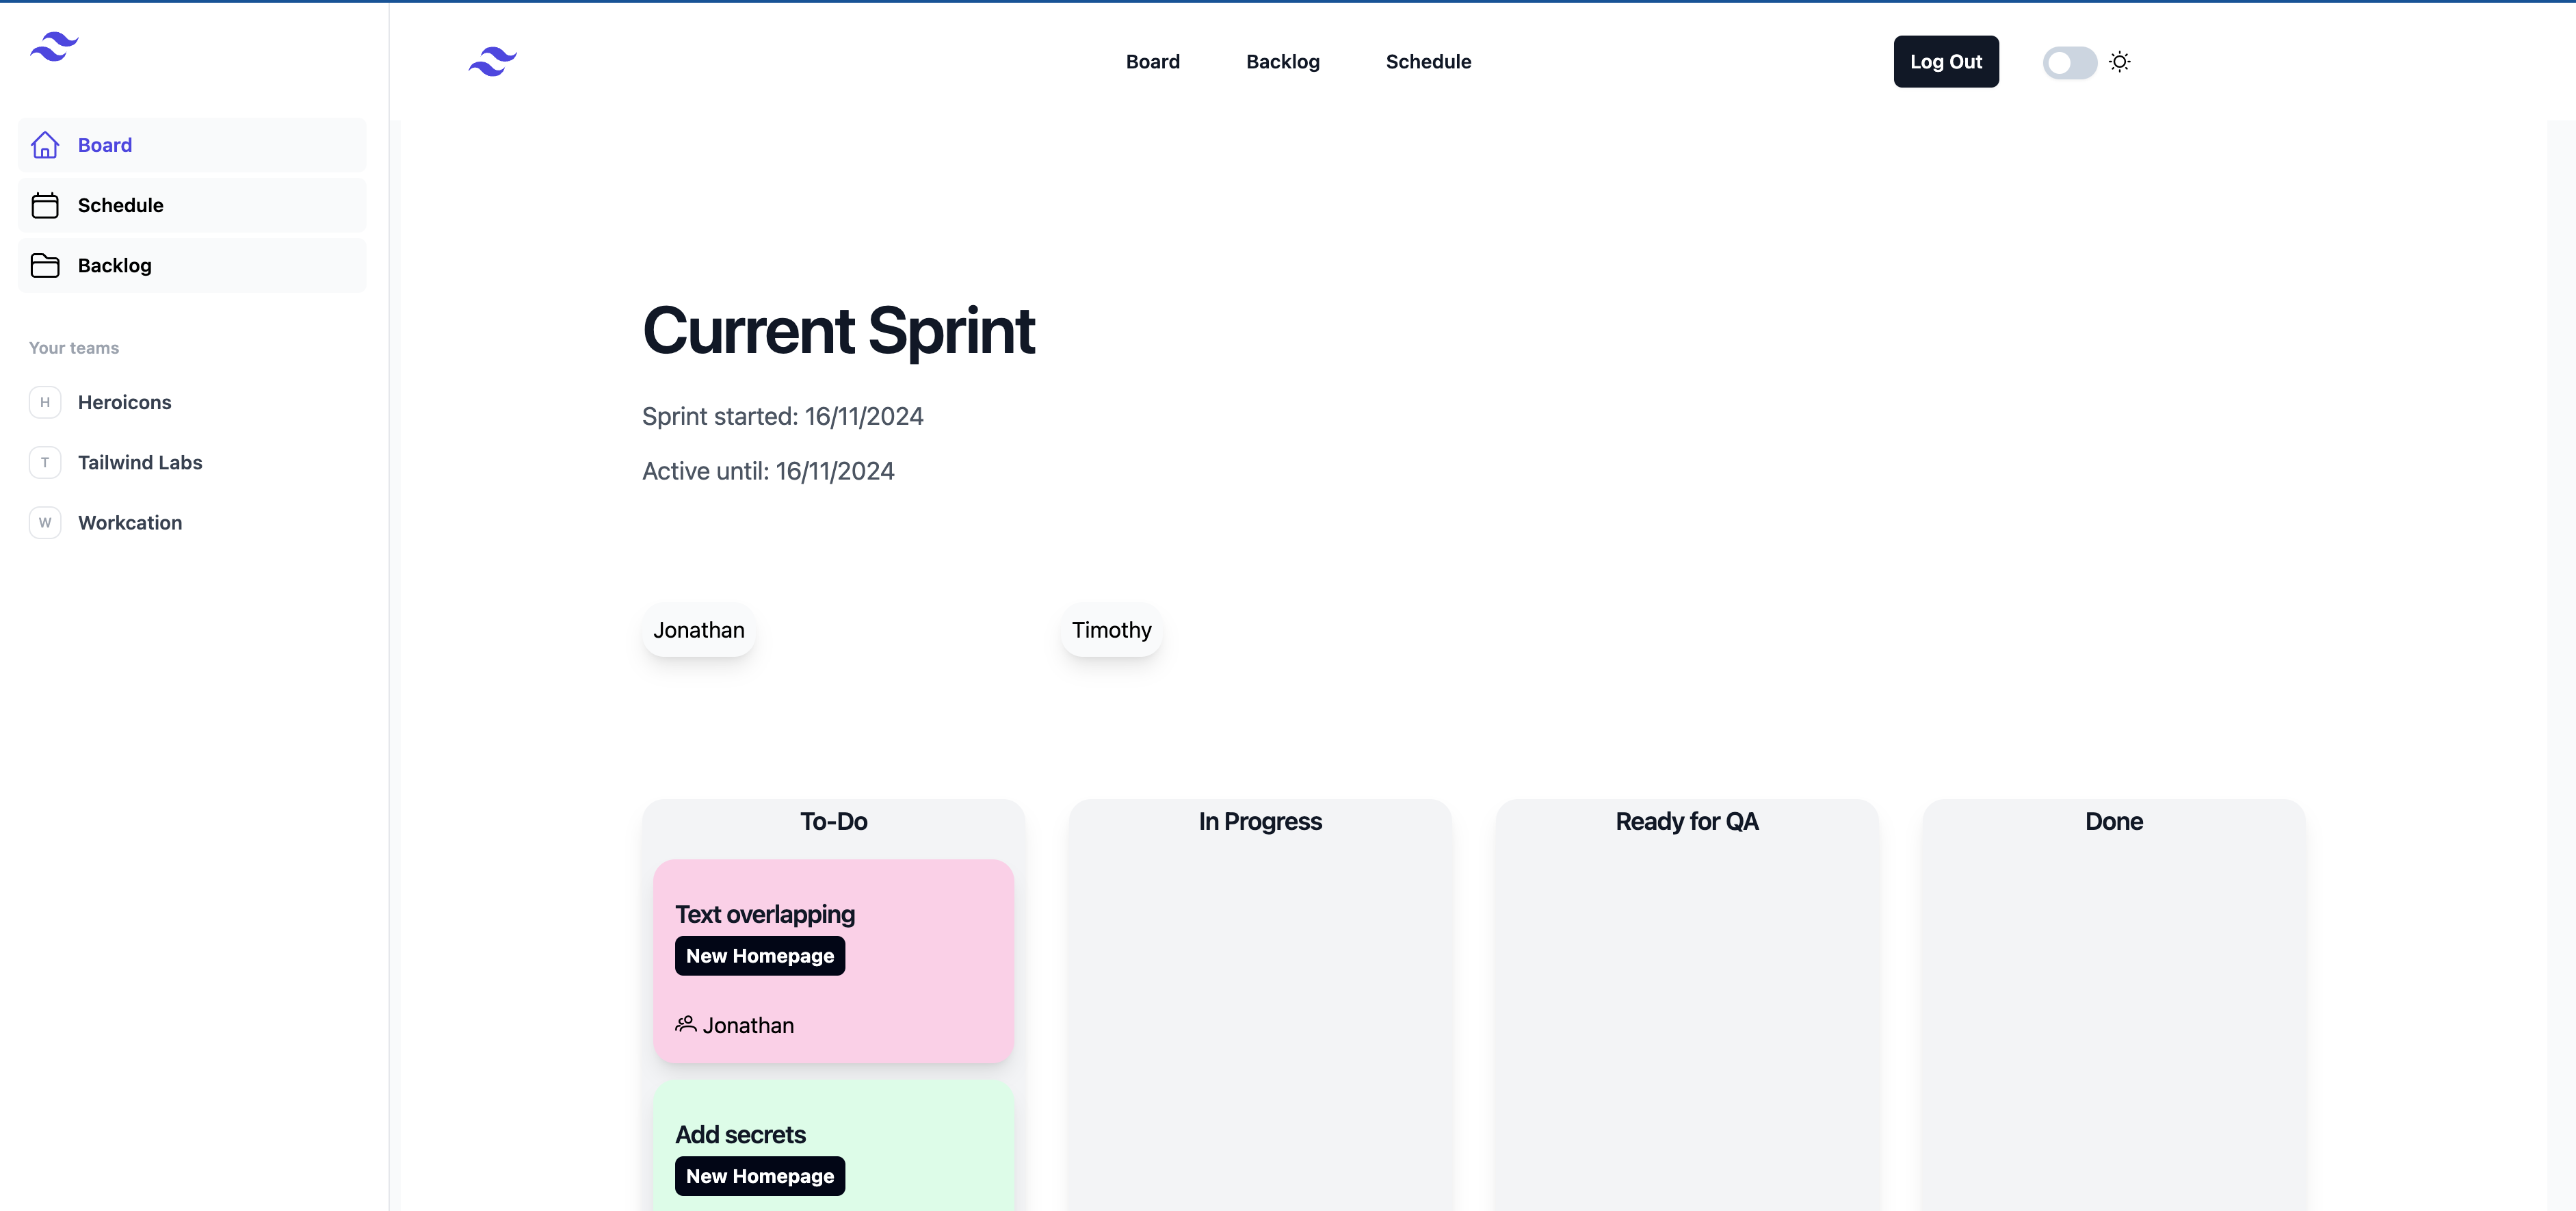 Board
Schedule
Backlog
Your teams
H Heroicons
T Tailwind Labs
W Workcation
Board Backlog Schedule Log Out
Current Sprint
Sprint started: 16/11/2024
Active until: 16/11/2024
Jonathan Timothy
To-Do
Text overlapping
New Homepage
Jonathan
Add secrets
New Homepage
In Progress
Ready for QA
Done